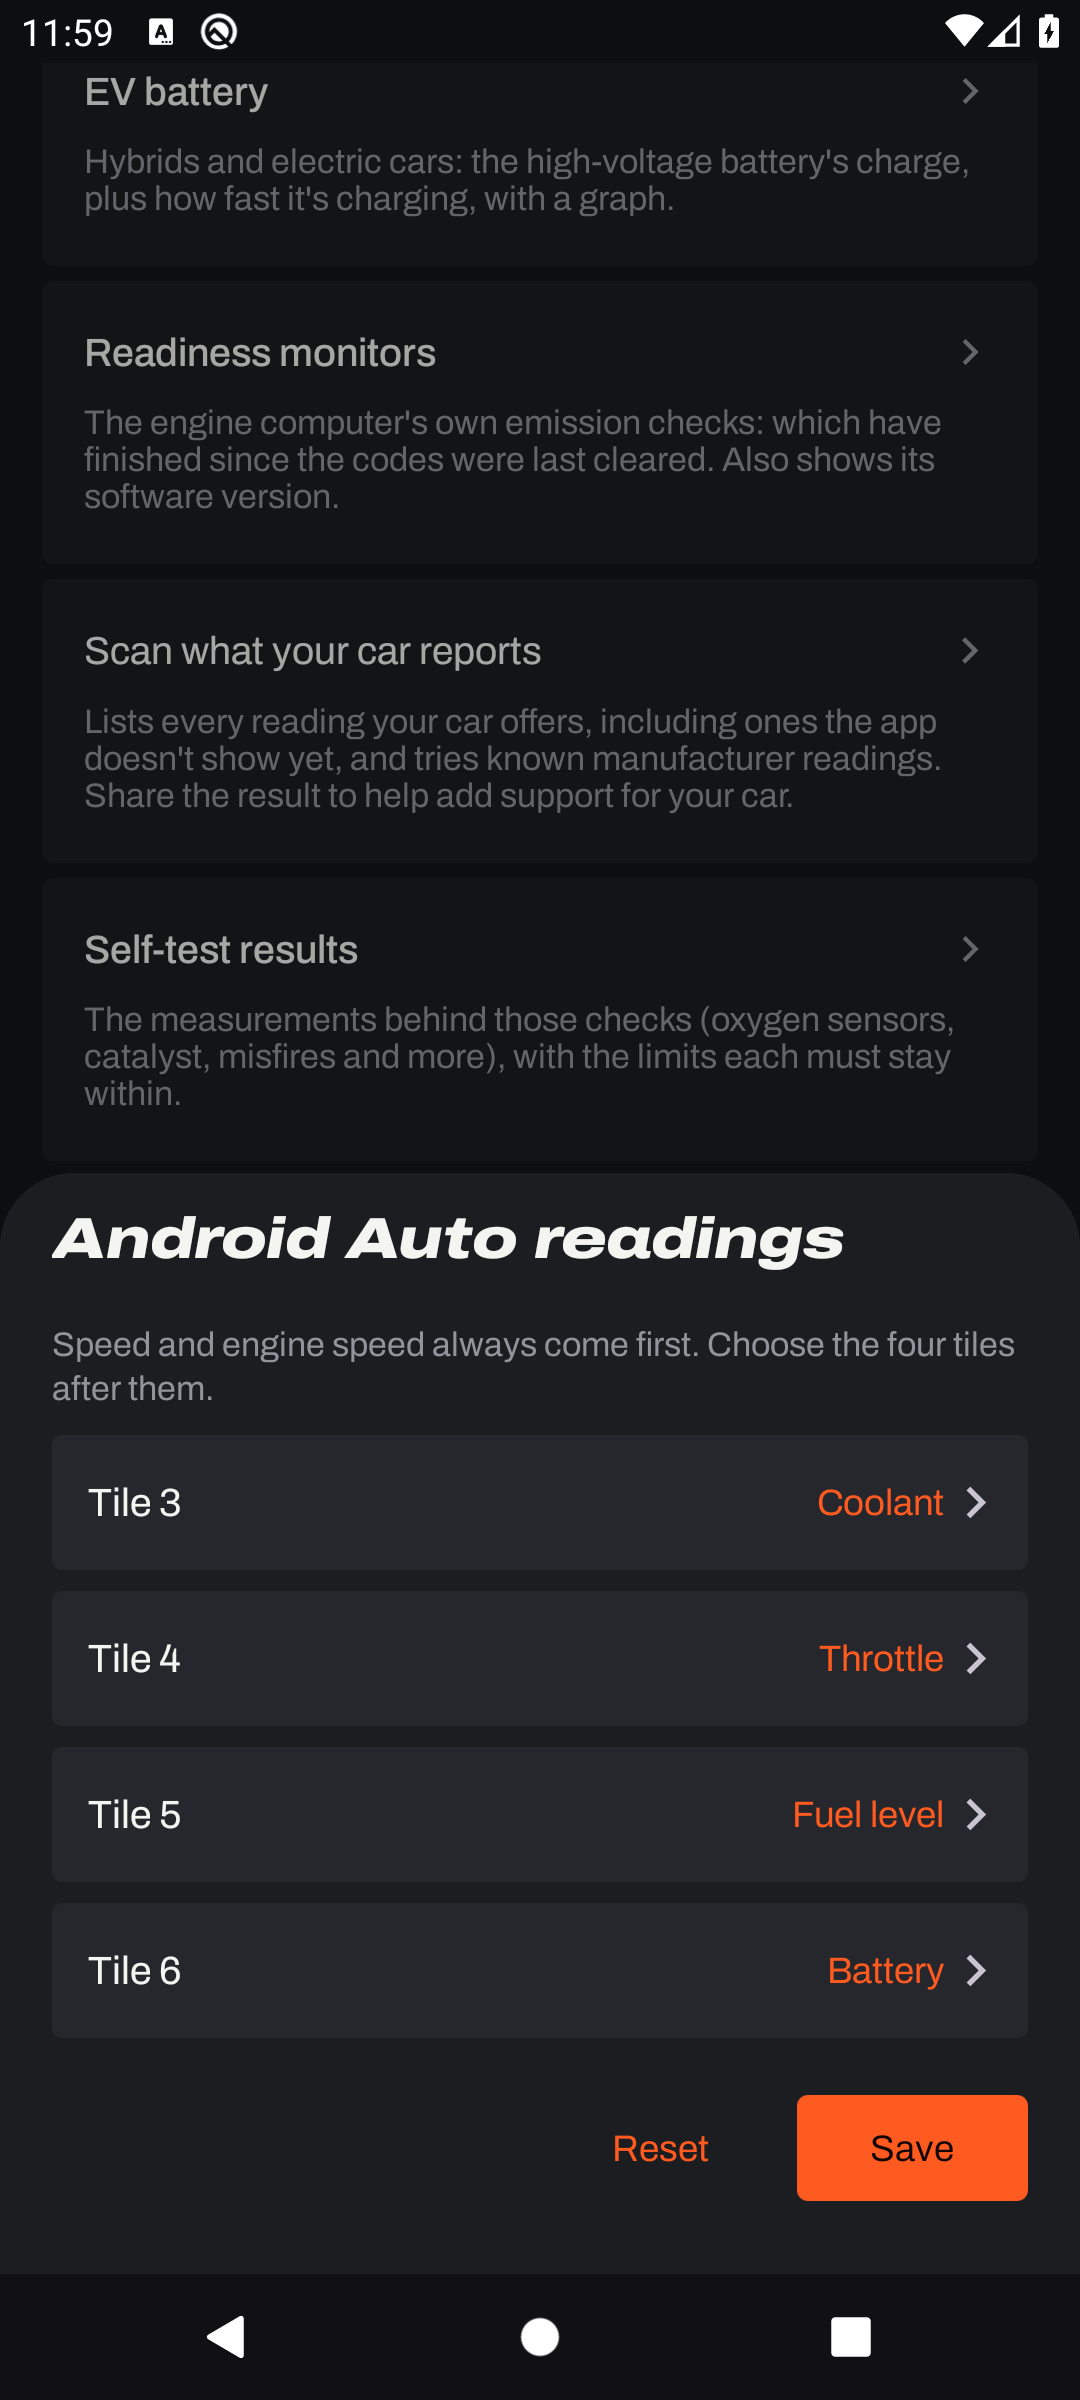 11:59
EV battery
Hybrids and electric cars: the high-voltage battery's charge,
plus how fast it's charging, with a graph.
Readiness monitors
The engine computer's own emission checks: which have
finished since the codes were last cleared. Also shows its
software version.
Scan what your car reports
Lists every reading your car offers, including ones the app
doesn't show yet, and tries known manufacturer readings.
Share the result to help add support for your car.
Self-test results
The measurements behind those checks (oxygen sensors,
catalyst, misfires and more), with the limits each must stay
within.
Android Auto readings
Speed and engine speed always come first. Choose the four tiles
after them.
Tile 3 Coolant
Tile 4 Throttle
Tile 5 Fuel level
Tile 6 Battery
Reset Save